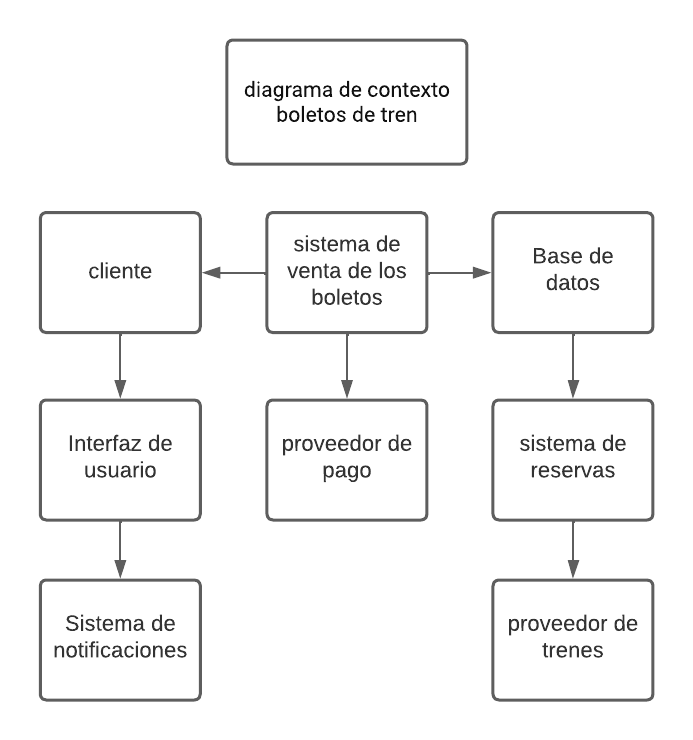 diagrama de contexto
boletos de tren
cliente
sistema de
venta de los
boletos
Base de
datos
Interfaz de
usuario
proveedor de
pago
sistema de
reservas
Sistema de
notificaciones
proveedor de
trenes